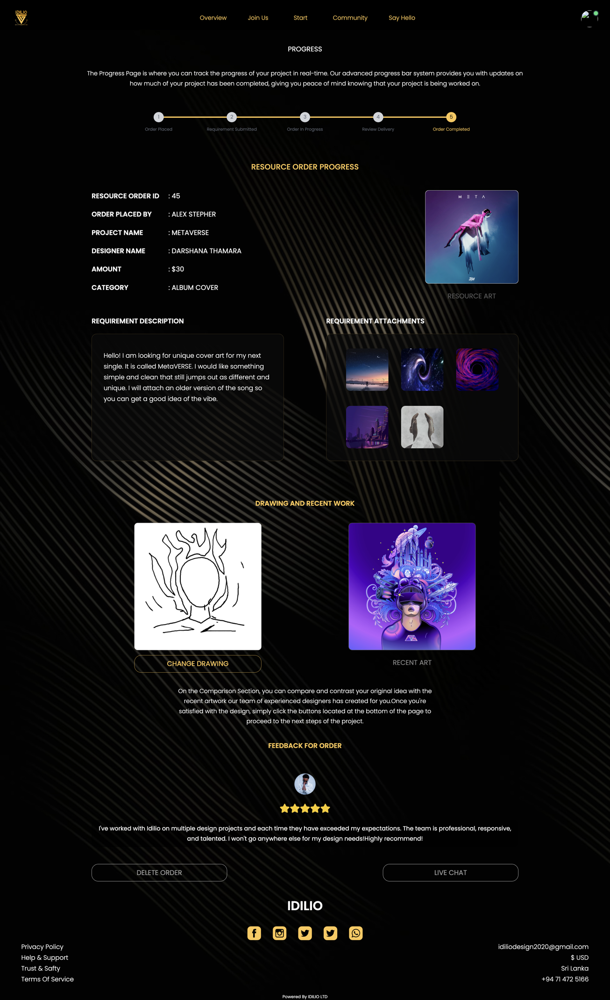 IDILIO
Overview
Join Us
Start
Community
Say Hello
PROGRESS
The Progress Page is where you can track the progress of your project in real-time. Our advanced progress bar system provides you with updates on
how much of your project has been completed, giving you peace of mind knowing that your project is being worked on.
1
2
3
4
5
Order Placed
Requirement Submitted
Order In Progress
Review Delivery
Order Completed
RESOURCE ORDER PROGRESS
RESOURCE ORDER ID : 45
ORDER PLACED BY : ALEX STEPHER
PROJECT NAME : METAVERSE
DESIGNER NAME : DARSHANA THAMARA
AMOUNT : $30
CATEGORY : ALBUM COVER
META
RESOURCE ART
REQUIREMENT DESCRIPTION
Hello! I am looking for unique cover art for my next
single. It is called MetaVERSE. I would like something
simple and clean that still jumps out as different and
unique. I will attach an older version of the song so
you can get a good idea of the vibe.
REQUIREMENT ATTACHMENTS
DRAWING AND RECENT WORK
CHANGE DRAWING
RECENT ART
On the Comparison Section, you can compare and contrast your original idea with the
recent artwork our team of experienced designers has created for you.Once you're
satisfied with the design, simply click the buttons located at the bottom of the page to
proceed to the next steps of the project.
FEEDBACK FOR ORDER
I've worked with Idilio on multiple design projects and each time they have exceeded my expectations. The team is professional, responsive,
and talented. I won't go anywhere else for my design needs!Highly recommend!
DELETE ORDER
LIVE CHAT
IDILIO
Privacy Policy
Help & Support
Trust & Safty
Terms Of Service
idiliodesign2020@gmail.com
$ USD
Sri Lanka
+94 71 472 5166
Powered By IDILIO LTD